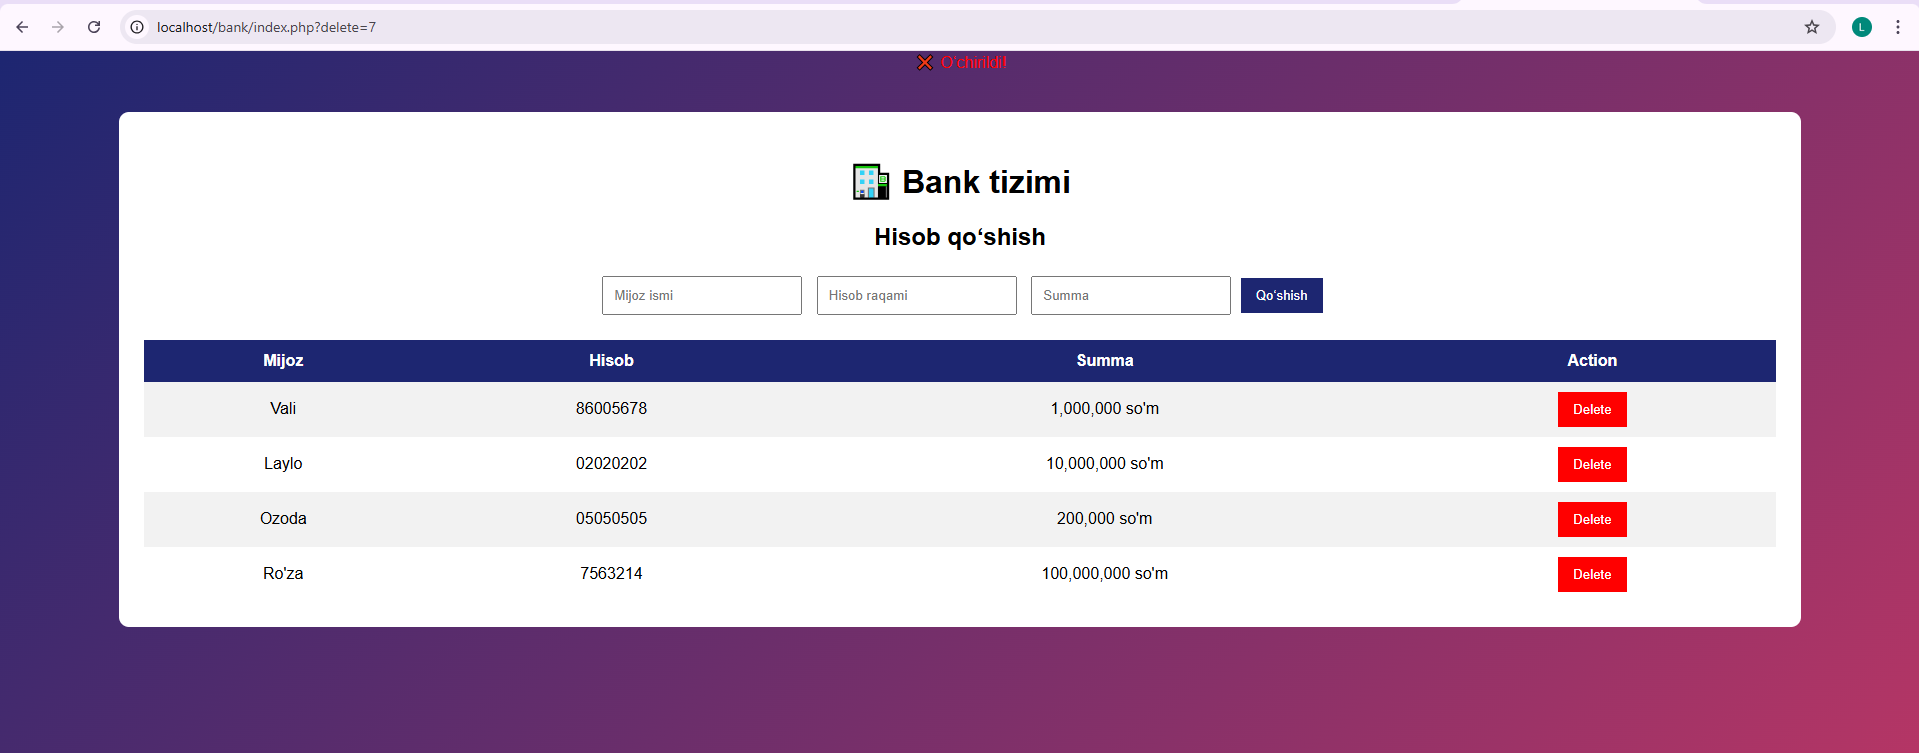 localhost/bank/index.php?delete=7
L
❌ O'chirildi!
🏦 Bank tizimi
Hisob qo‘shish
Mijoz ismi Hisob raqami Summa Qo‘shish
Mijoz Hisob Summa Action
Vali 86005678 1,000,000 so'm Delete
Laylo 02020202 10,000,000 so'm Delete
Ozoda 05050505 200,000 so'm Delete
Ro'za 7563214 100,000,000 so'm Delete